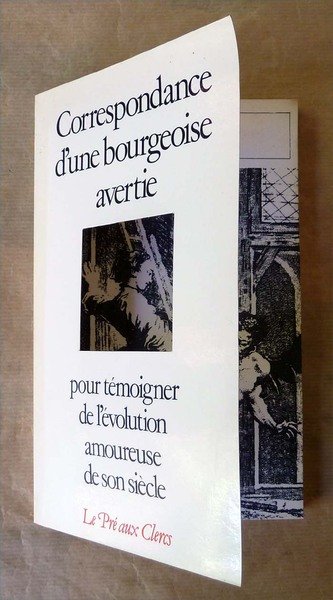 Correspondance
d'une bourgeoise
avertie
pour témoigner
de l'évolution
amoureuse
de son siècle
Le Pré aux Clercs